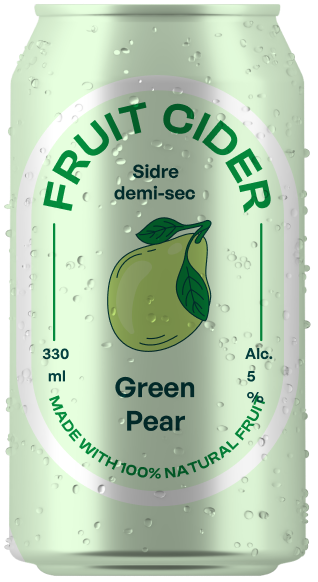 FRUIT CIDER
Sidre
demi-sec
330
ml
Alc.
5
%
Green
Pear
MADE WITH 100% NATURAL FRUIT